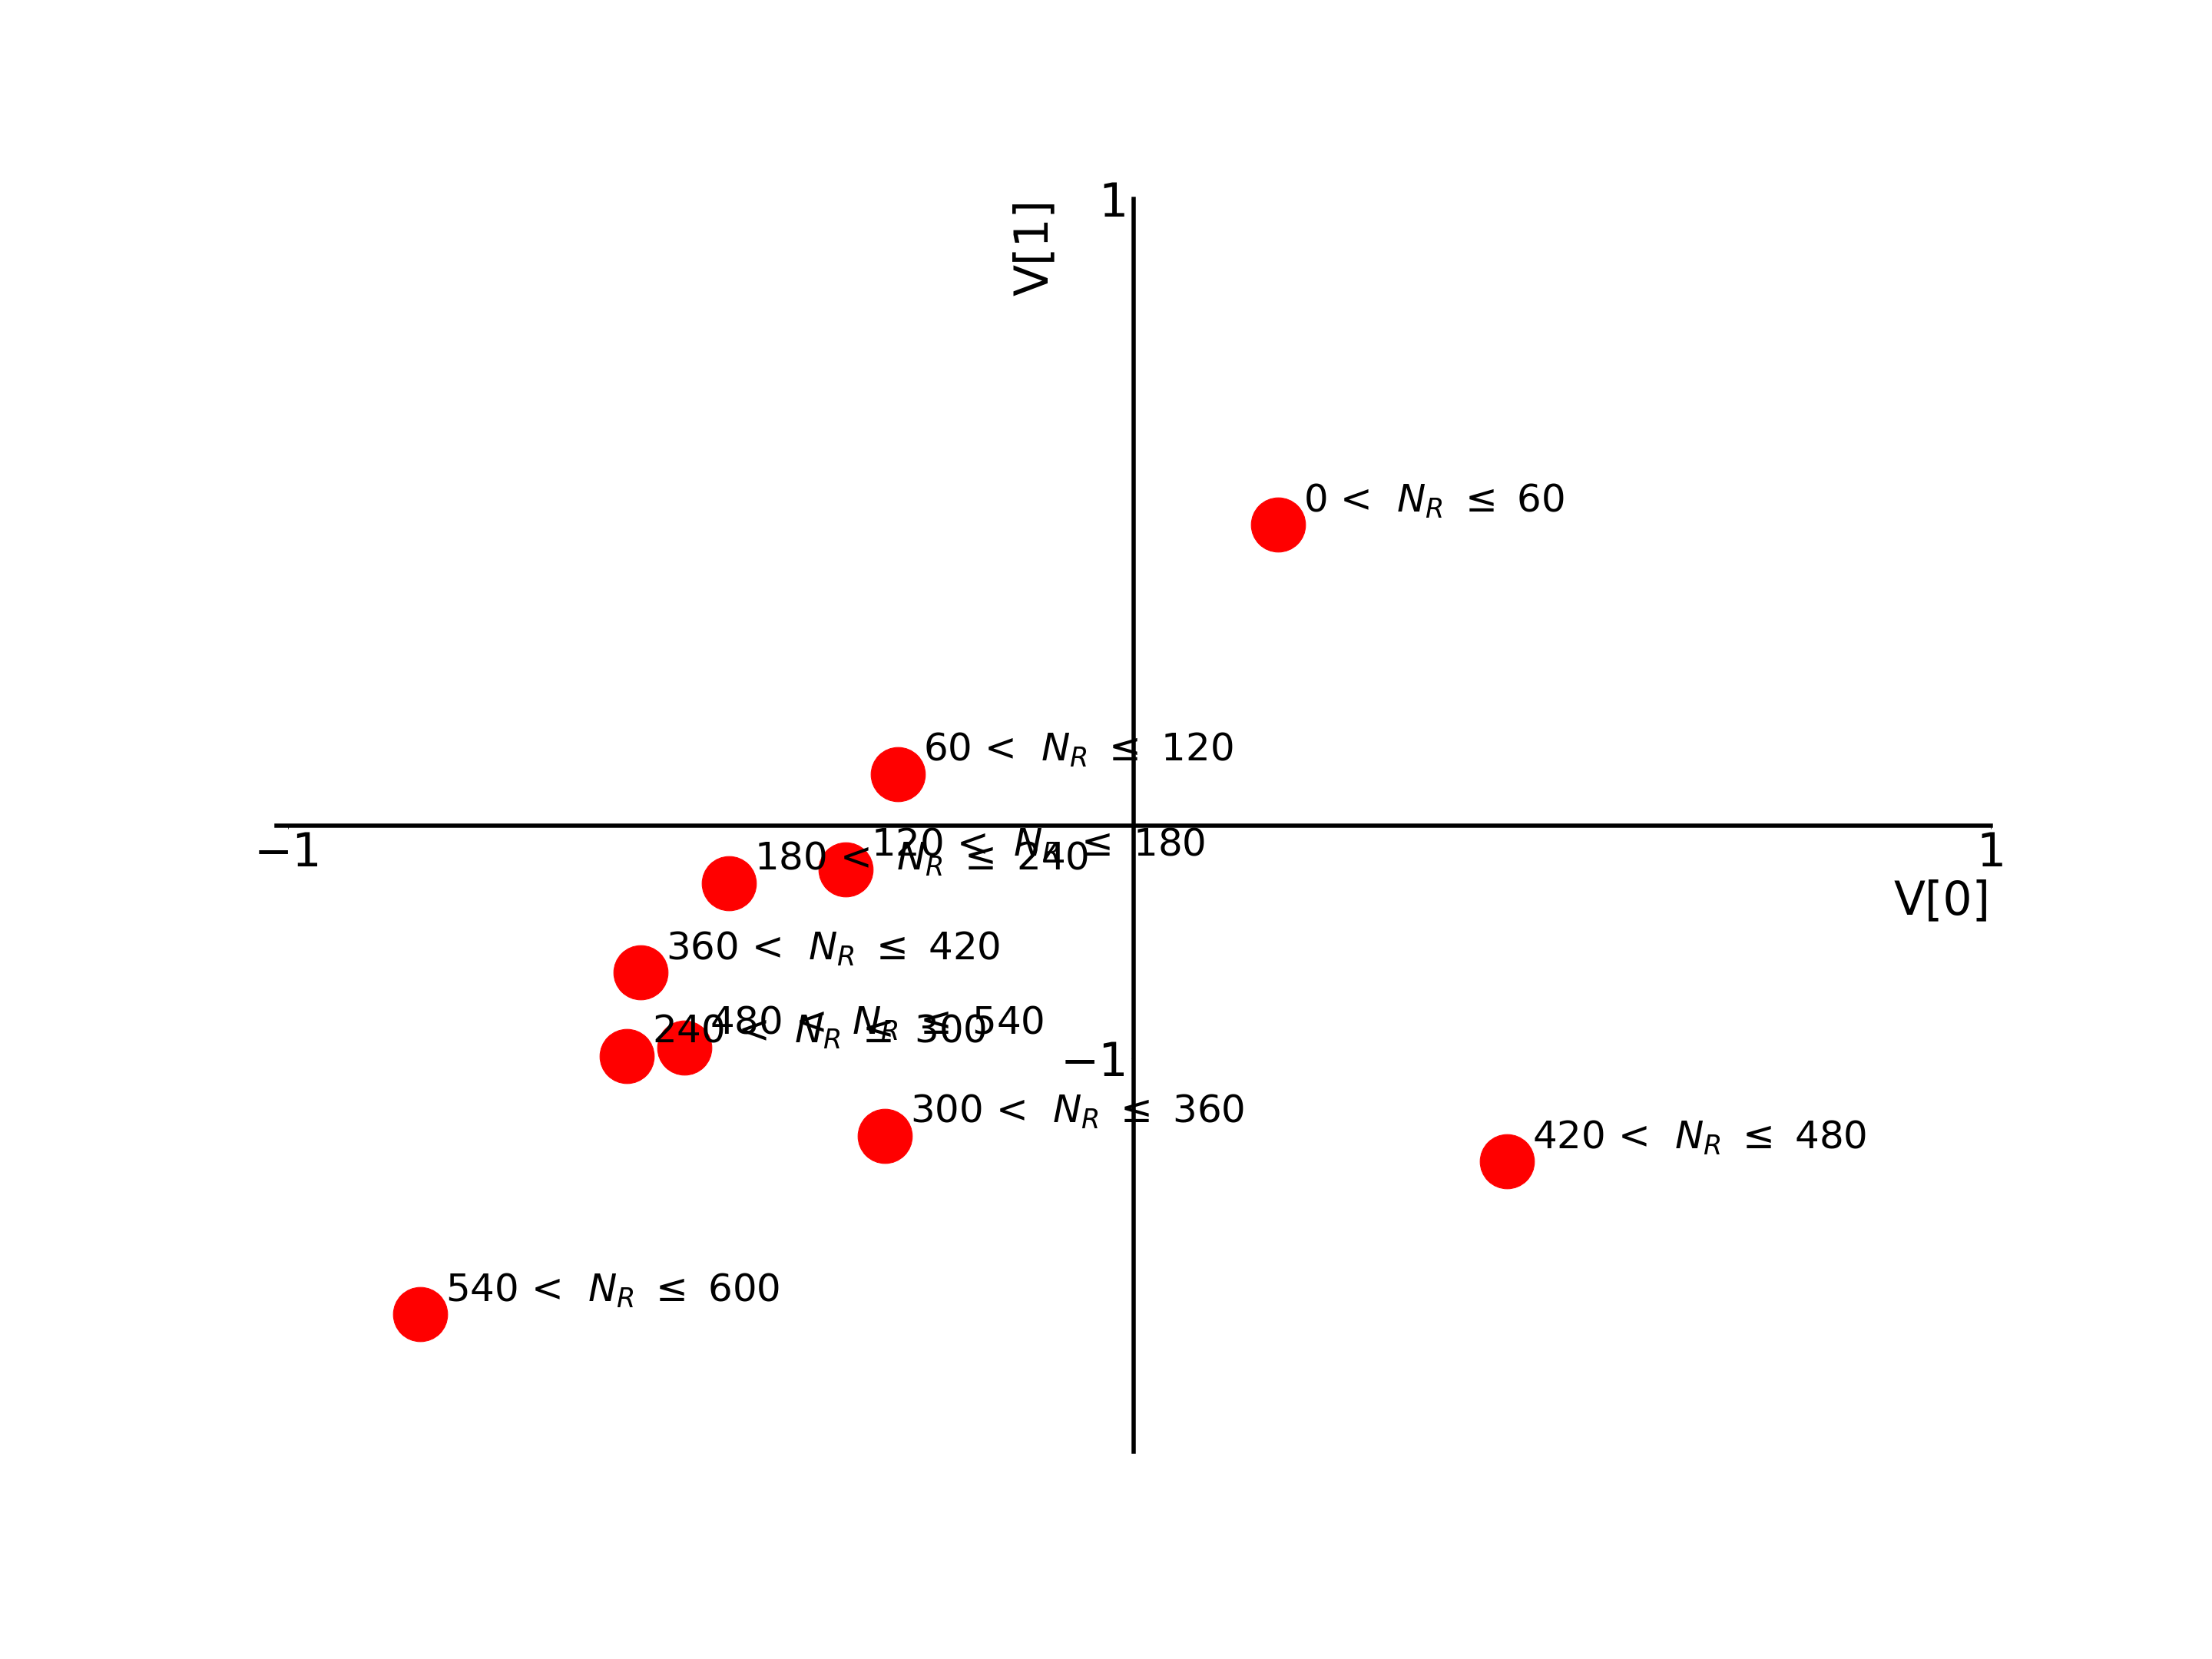 1
V[1]
0 < N_R ≤ 60
60 < N_R ≤ 120
120 < N_R ≤ 180
180 < N_R ≤ 240
−1
1
V[0]
360 < N_R ≤ 420
480 < N_R ≤ 540
240 < N_R ≤ 300
−1
300 < N_R ≤ 360
420 < N_R ≤ 480
540 < N_R ≤ 600